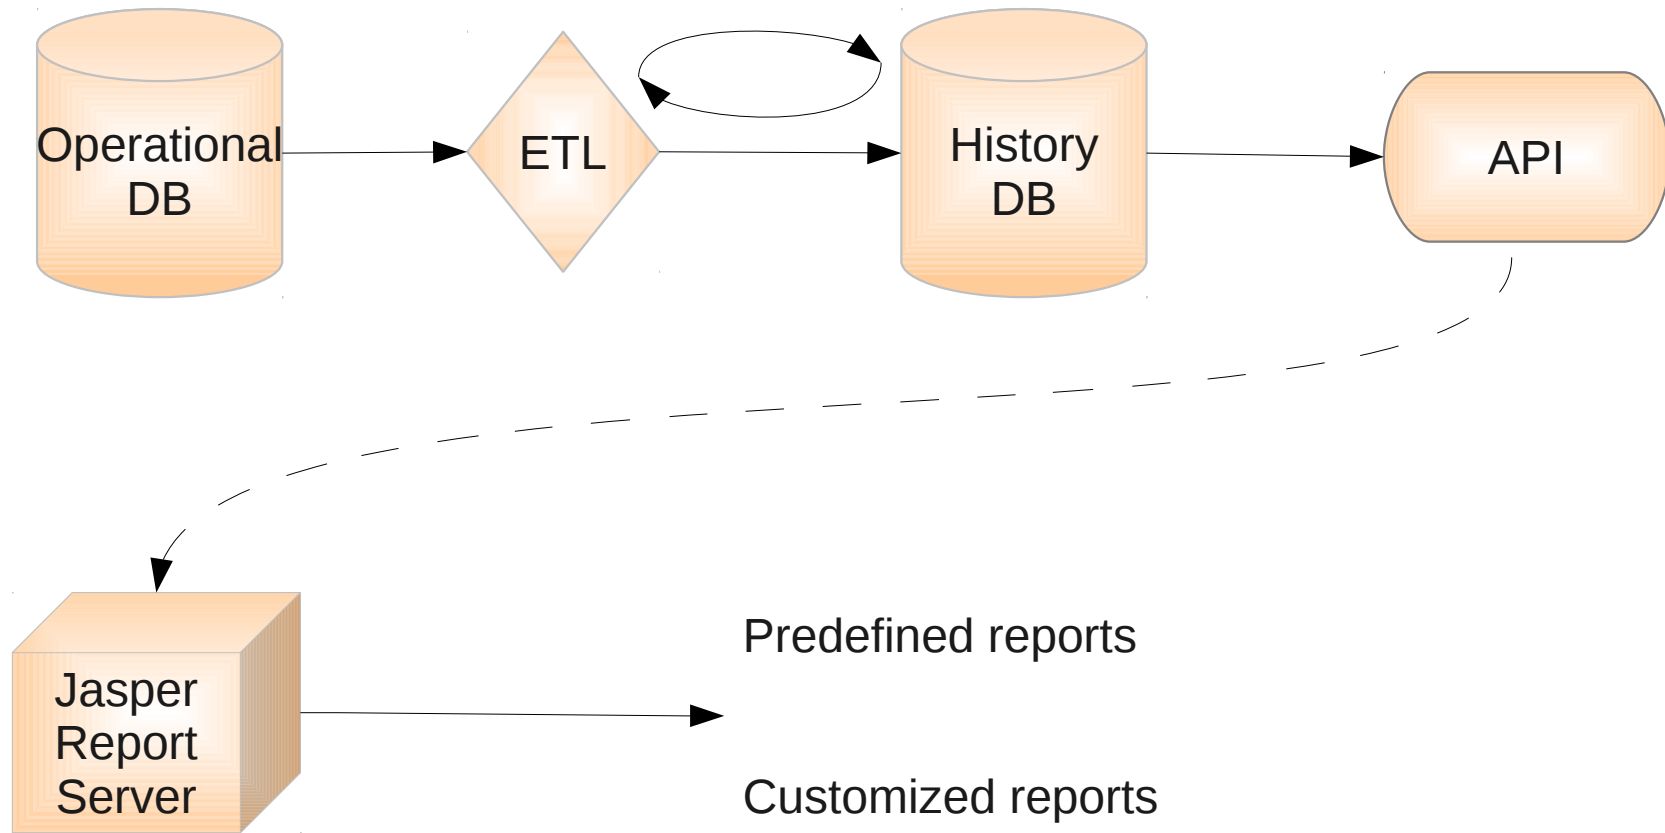 Operational
DB
ETL
History
DB
API
Jasper
Report
Server
Predefined reports
Customized reports